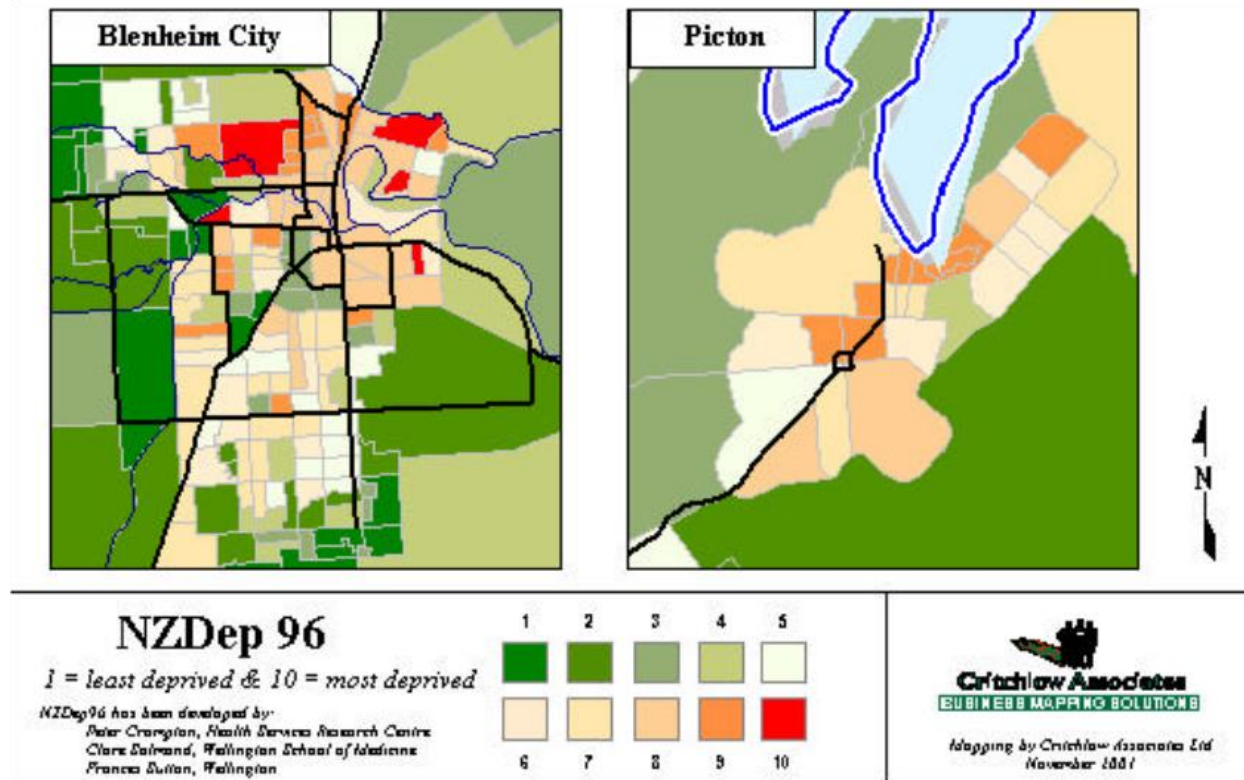 Blenheim City
Picton
N
NZDep 96
1 = least deprived & 10 = most deprived
NZDep96 has been developed by:
Peter Crampton, Health Services Research Centre
Clare Salmond, Wellington School of Medicine
Frances Sutton, Wellington
1 2 3 4 5
6 7 8 9 10
Critchlow Associates
BUSINESS MAPPING SOLUTIONS
Mapping by Critchlow Associates Ltd
November 2001